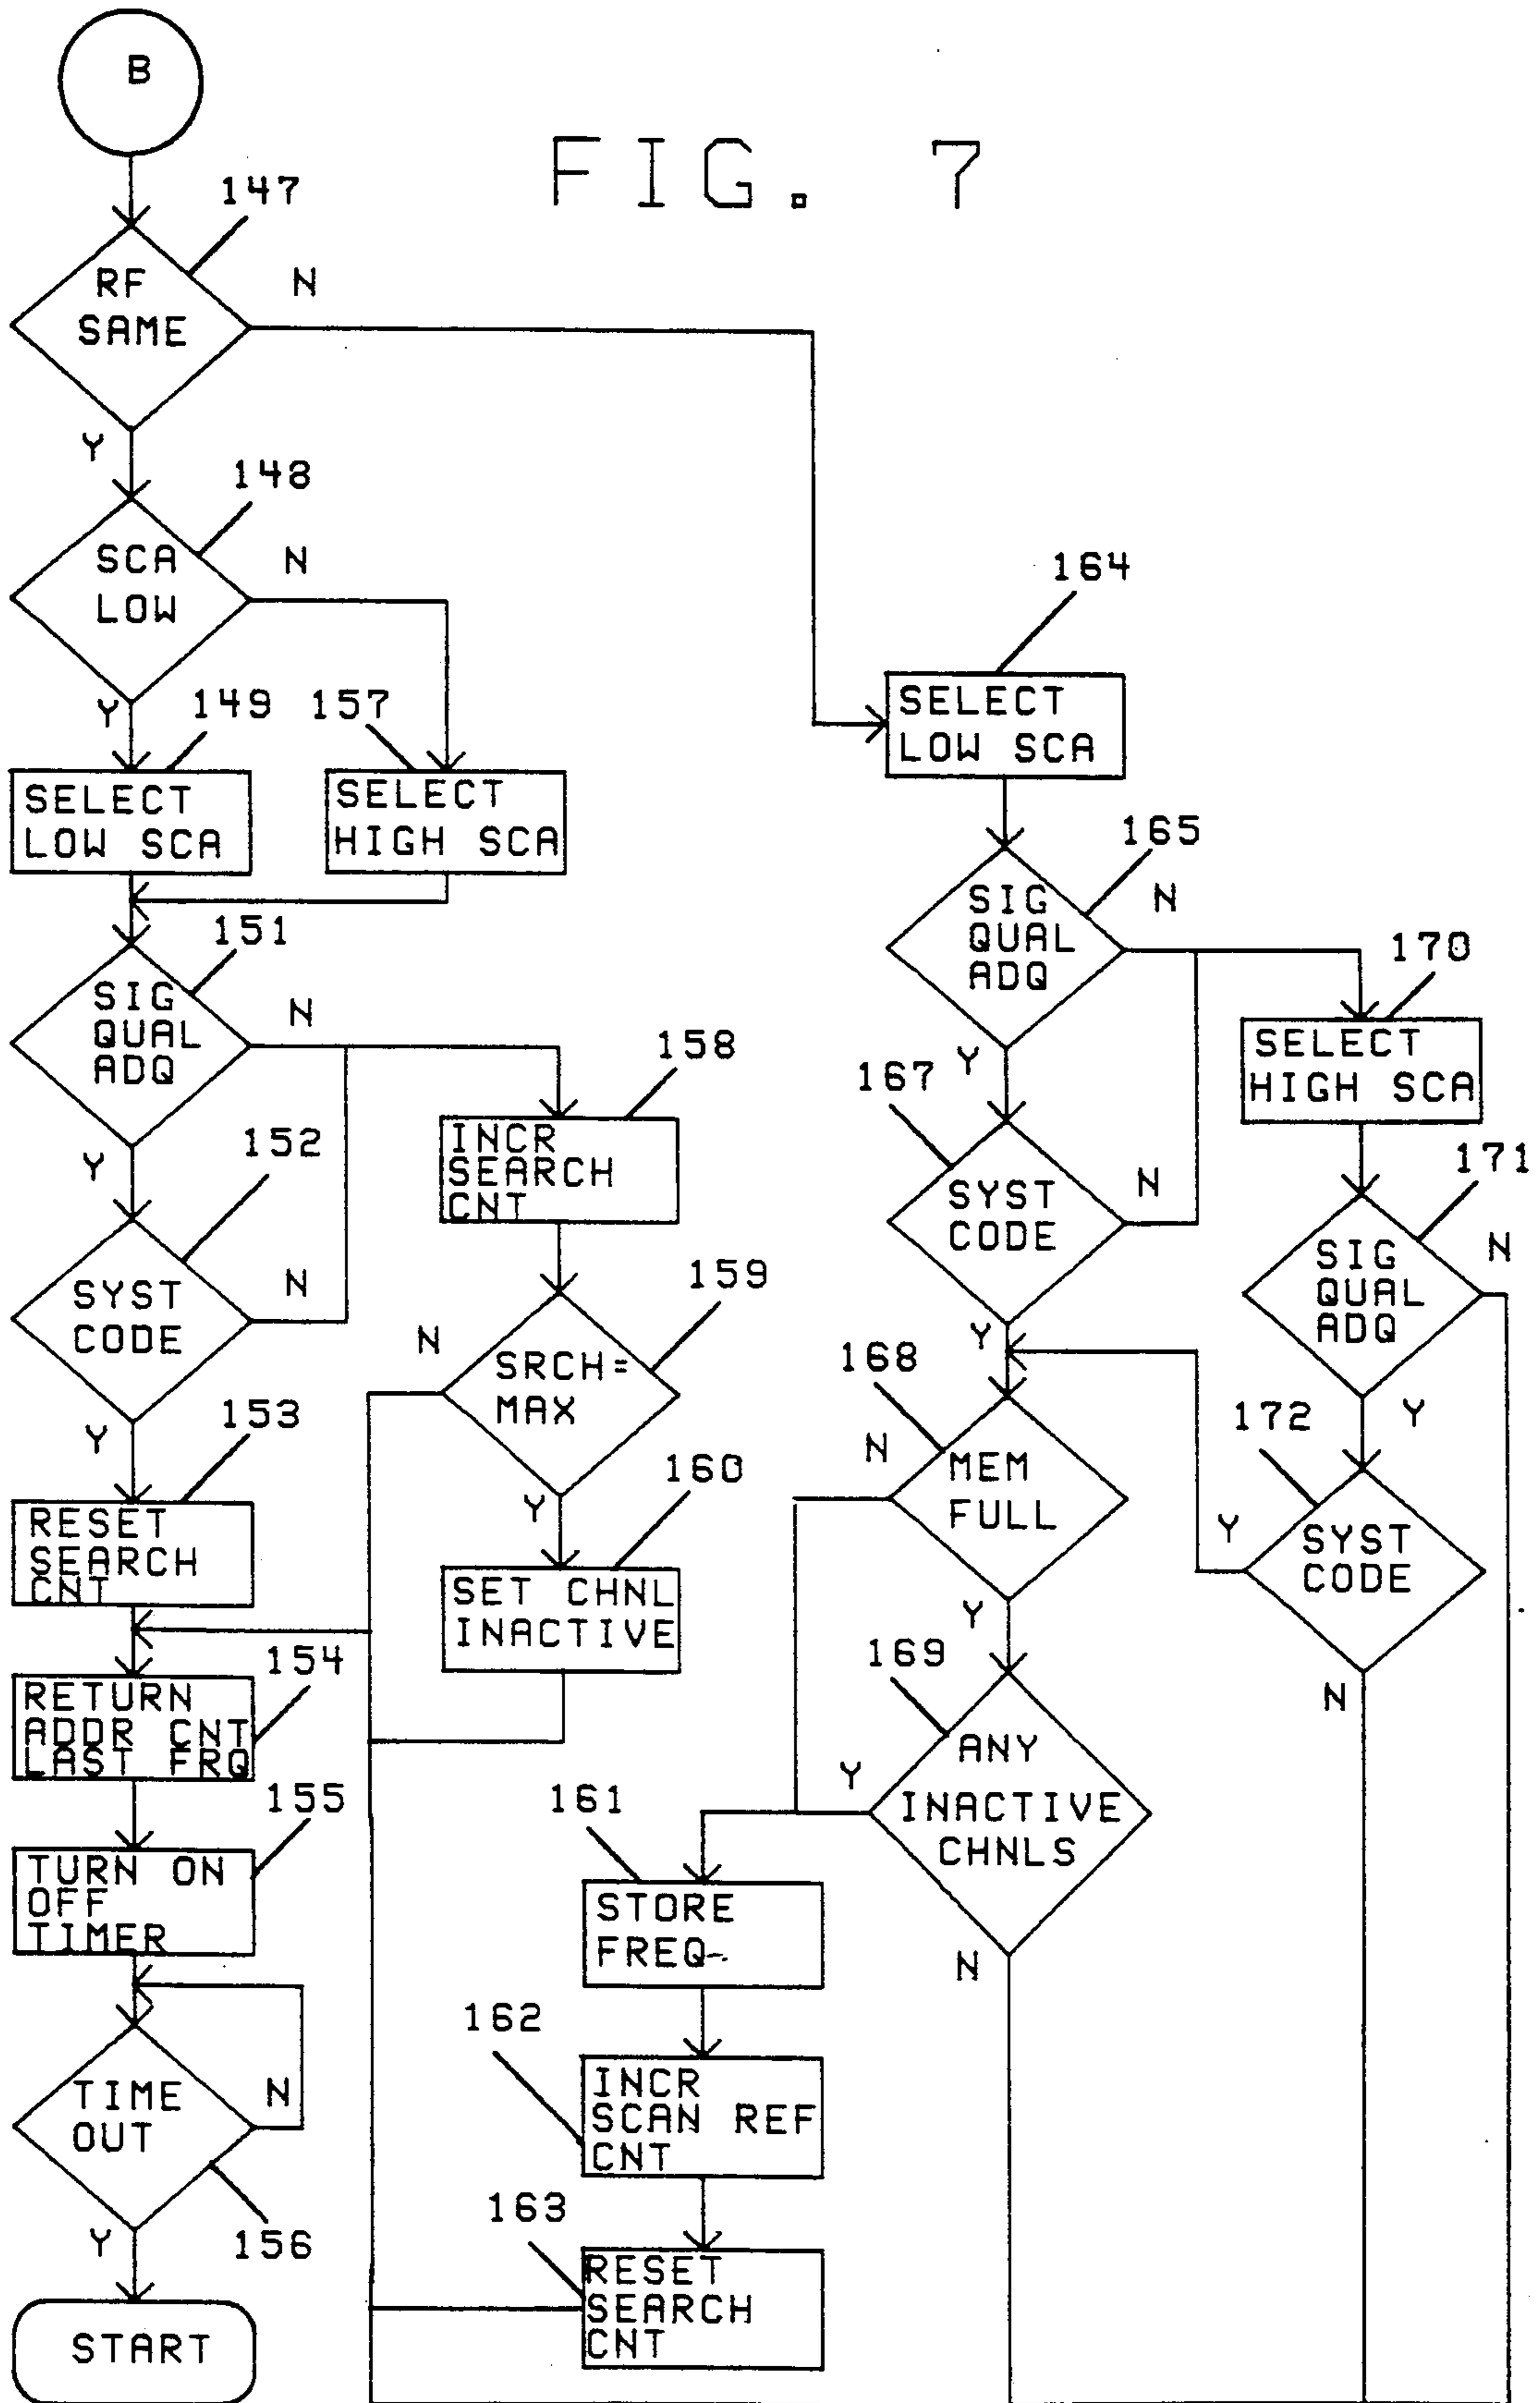 B
FIG. 7
147
RF
SAME
N
Y
148
SCA
LOW
N
Y
149
SELECT
LOW SCA
157
SELECT
HIGH SCA
151
SIG
QUAL
ADQ
N
Y
152
SYST
CODE
N
Y
153
RESET
SEARCH
CNT
154
RETURN
ADDR CNT
LAST FRQ
155
TURN ON
OFF
TIMER
TIME
OUT
N
156
Y
START
158
INCR
SEARCH
CNT
159
SRCH=
MAX
N
Y
160
SET CHNL
INACTIVE
164
SELECT
LOW SCA
165
SIG
QUAL
ADQ
N
Y
167
SYST
CODE
N
Y
168
MEM
FULL
N
Y
169
ANY
INACTIVE
CHNLS
Y
N
161
STORE
FREQ
162
INCR
SCAN REF
CNT
163
RESET
SEARCH
CNT
170
SELECT
HIGH SCA
171
SIG
QUAL
ADQ
N
Y
172
SYST
CODE
Y
N